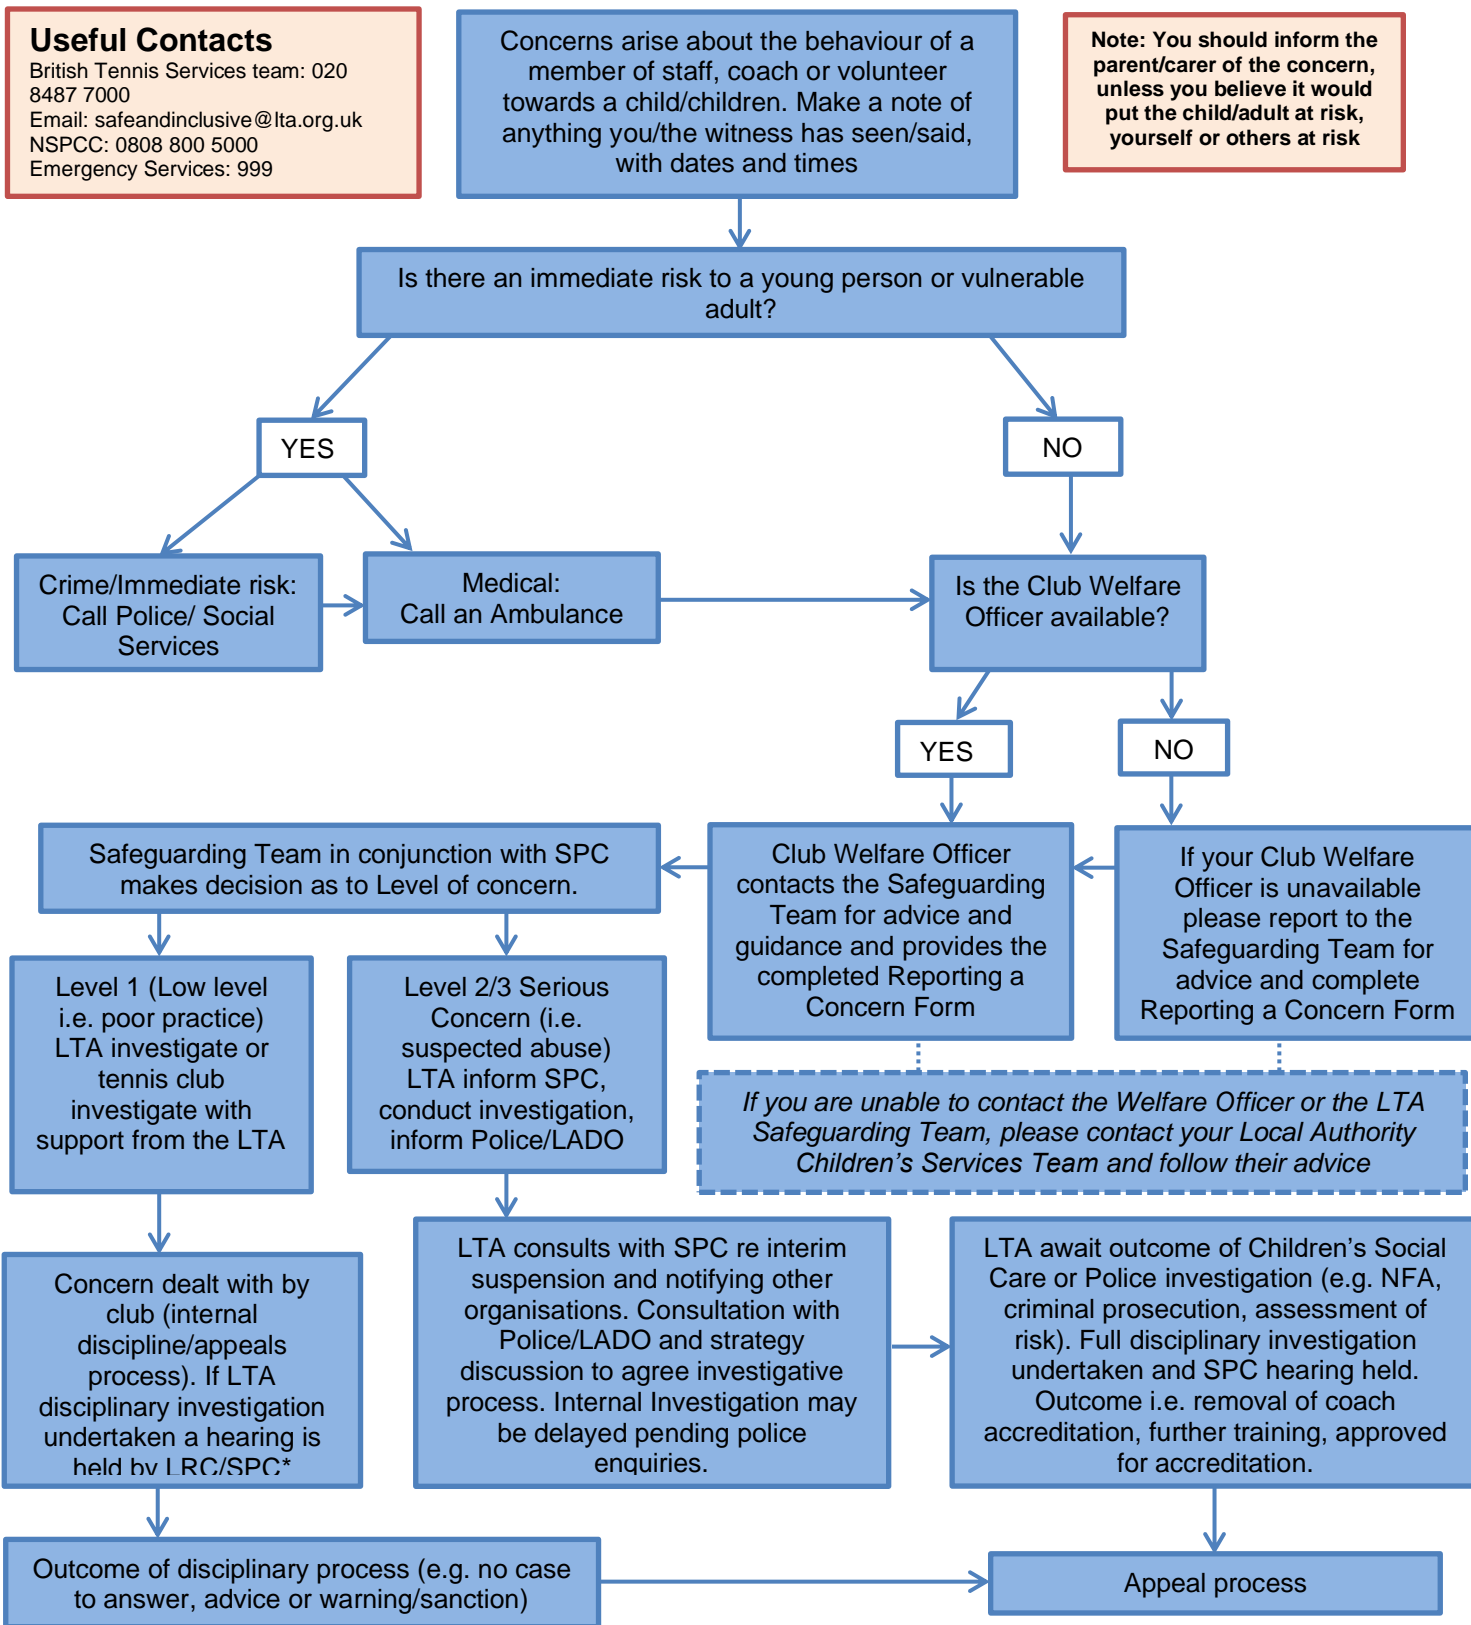 Useful Contacts
British Tennis Services team: 020
8487 7000
Email: safeandinclusive@lta.org.uk
NSPCC: 0808 800 5000
Emergency Services: 999
Concerns arise about the behaviour of a
member of staff, coach or volunteer
towards a child/children. Make a note of
anything you/the witness has seen/said,
with dates and times
Note: You should inform the
parent/carer of the concern,
unless you believe it would
put the child/adult at risk,
yourself or others at risk
Is there an immediate risk to a young person or vulnerable
adult?
YES
NO
Crime/Immediate risk:
Call Police/ Social
Services
Medical:
Call an Ambulance
Is the Club Welfare
Officer available?
YES
NO
Safeguarding Team in conjunction with SPC
makes decision as to Level of concern.
Club Welfare Officer
contacts the Safeguarding
Team for advice and
guidance and provides the
completed Reporting a
Concern Form
If your Club Welfare
Officer is unavailable
please report to the
Safeguarding Team for
advice and complete
Reporting a Concern Form
Level 1 (Low level
i.e. poor practice)
LTA investigate or
tennis club
investigate with
support from the LTA
Level 2/3 Serious
Concern (i.e.
suspected abuse)
LTA inform SPC,
conduct investigation,
inform Police/LADO
If you are unable to contact the Welfare Officer or the LTA
Safeguarding Team, please contact your Local Authority
Children’s Services Team and follow their advice
Concern dealt with by
club (internal
discipline/appeals
process). If LTA
disciplinary investigation
undertaken a hearing is
held by LRC/SPC*
LTA consults with SPC re interim
suspension and notifying other
organisations. Consultation with
Police/LADO and strategy
discussion to agree investigative
process. Internal Investigation may
be delayed pending police
enquiries.
LTA await outcome of Children’s Social
Care or Police investigation (e.g. NFA,
criminal prosecution, assessment of
risk). Full disciplinary investigation
undertaken and SPC hearing held.
Outcome i.e. removal of coach
accreditation, further training, approved
for accreditation.
Outcome of disciplinary process (e.g. no case
to answer, advice or warning/sanction)
Appeal process